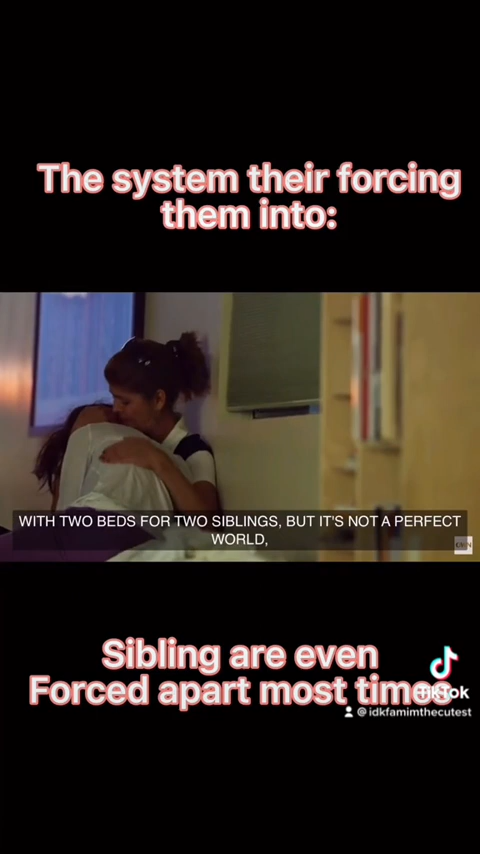 The system their forcing
them into:
WITH TWO BEDS FOR TWO SIBLINGS, BUT IT'S NOT A PERFECT
WORLD,
Sibling are even
Forced apart most times
TikTok
@idkfamimthecutest